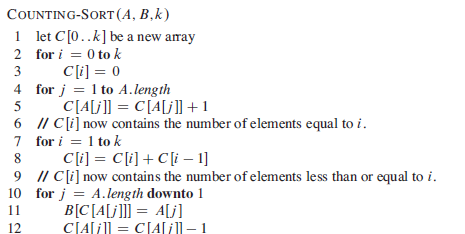 COUNTING-SORT(A, B,k)
1 let C[0..k] be a new array
2 for i = 0 to k
3 C[i] = 0
4 for j = 1 to A.length
5 C[A[j]] = C[A[j]] + 1
6 // C[i] now contains the number of elements equal to i.
7 for i = 1 to k
8 C[i] = C[i] + C[i – 1]
9 // C[i] now contains the number of elements less than or equal to i.
10 for j = A.length downto 1
11 B[C[A[j]]] = A[j]
12 C[A[j]] = C[A[j]] – 1